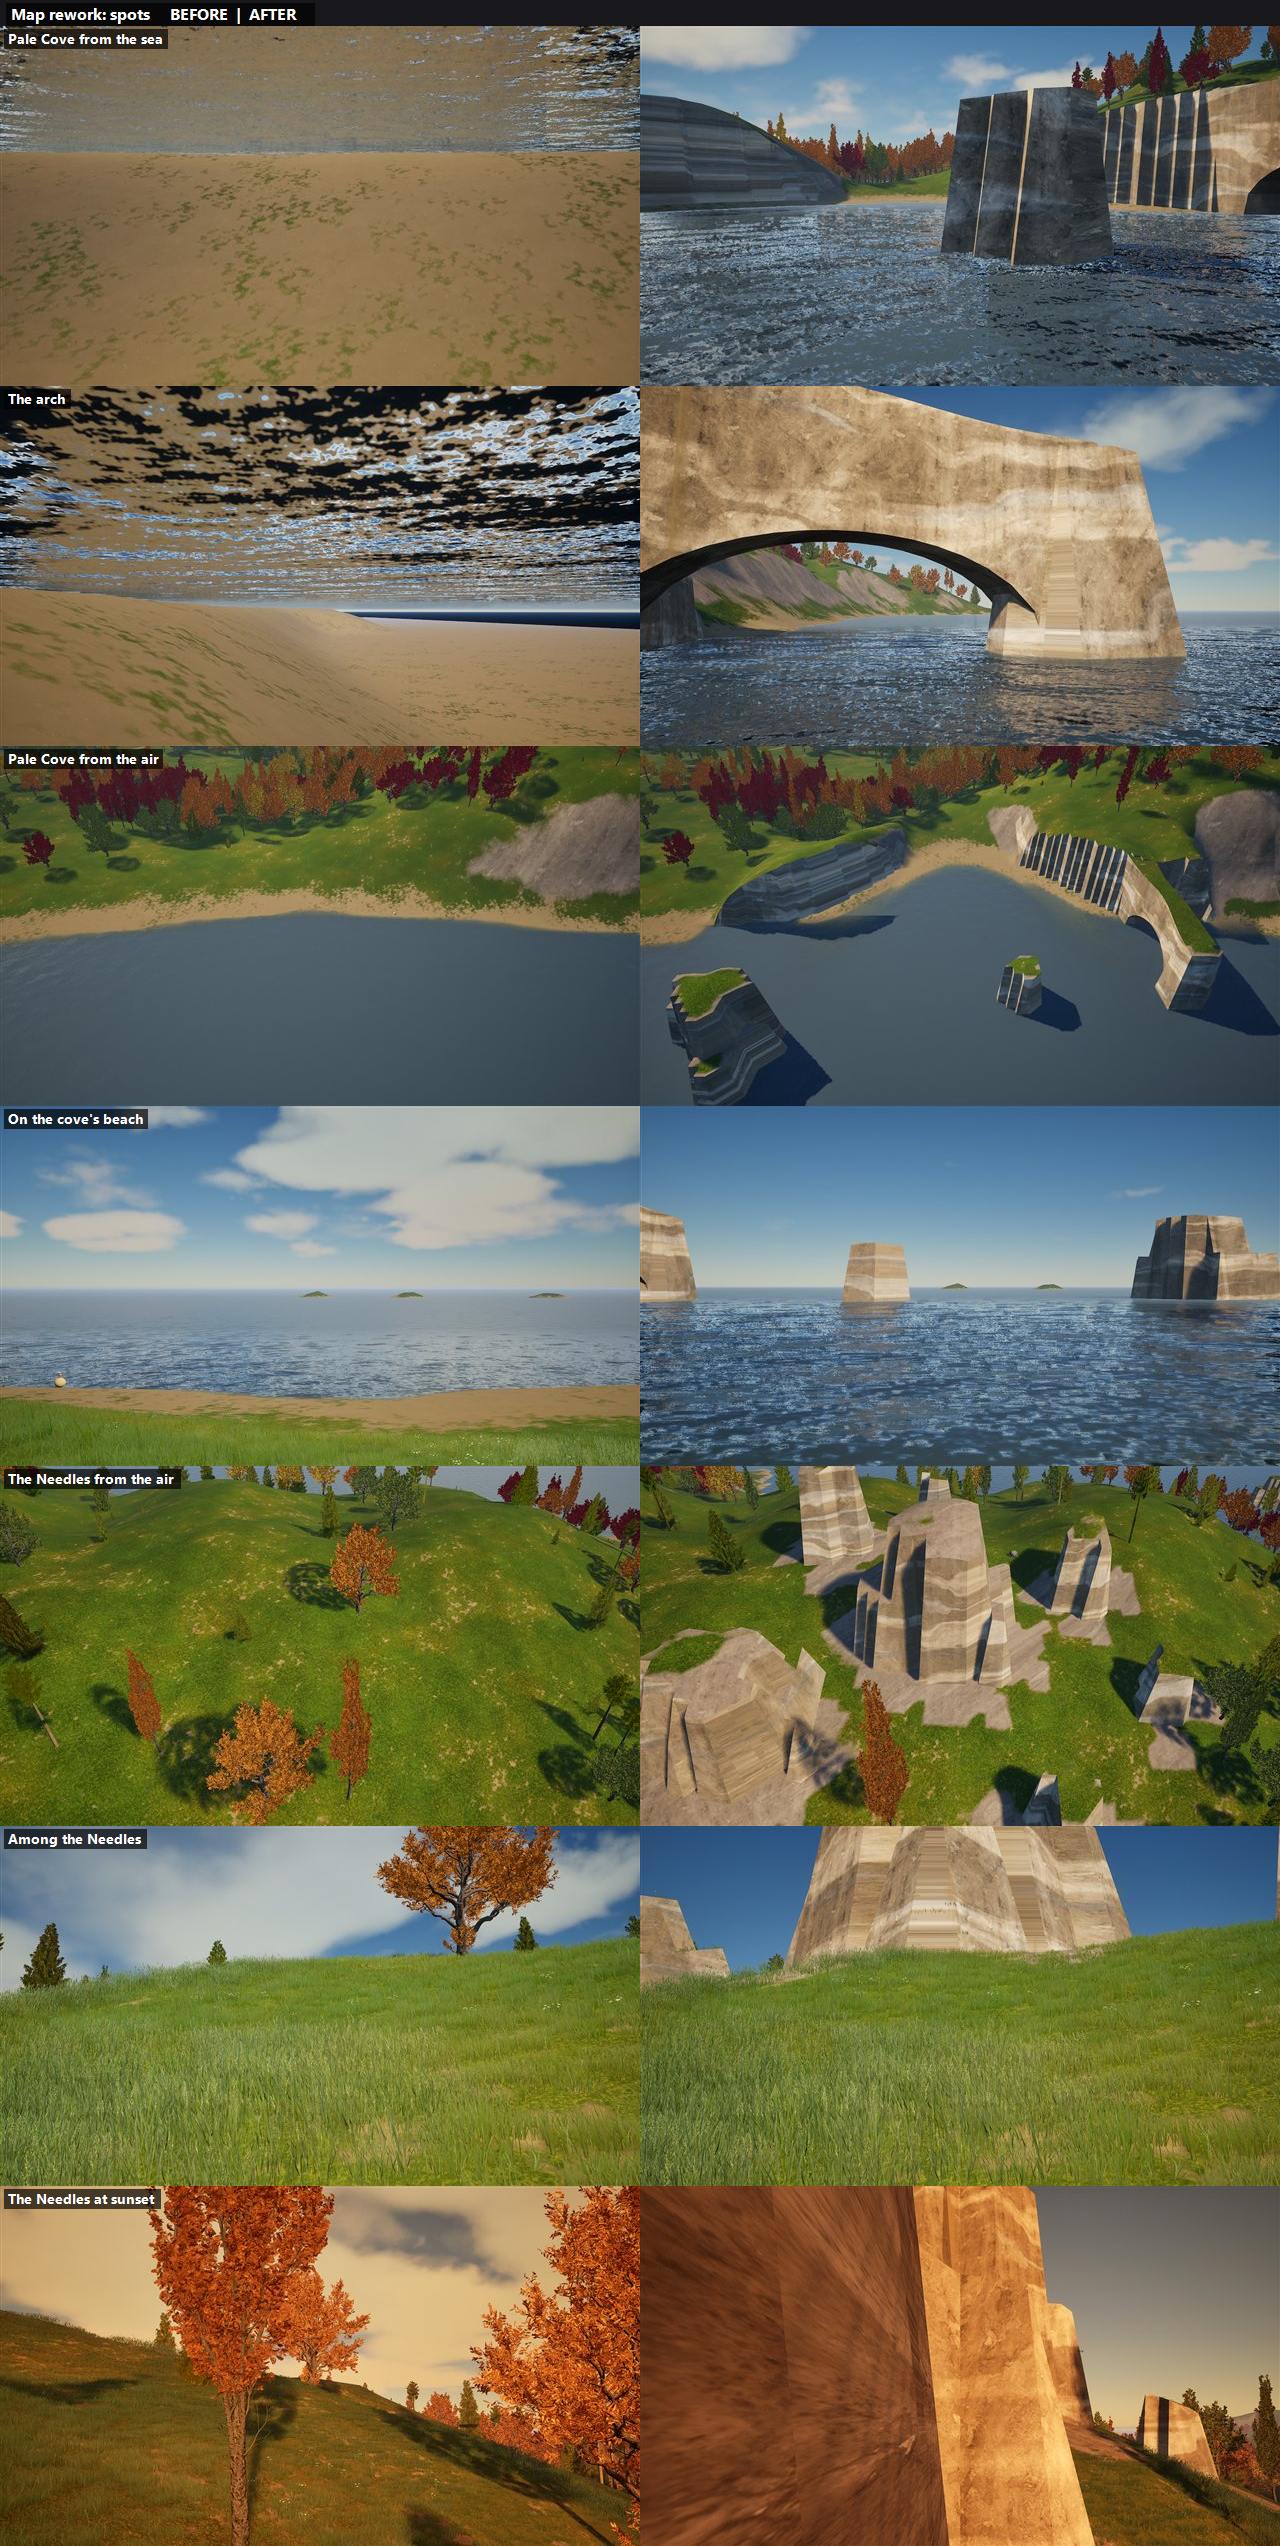 Map rework: spots BEFORE | AFTER
Pale Cove from the sea
The arch
Pale Cove from the air
On the cove's beach
The Needles from the air
Among the Needles
The Needles at sunset